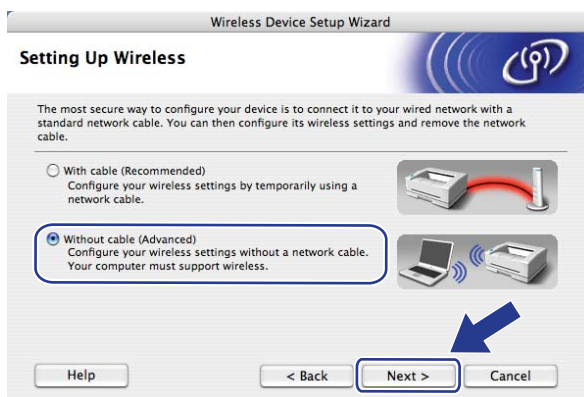 Wireless Device Setup Wizard
Setting Up Wireless
The most secure way to configure your device is to connect it to your wired network with a
standard network cable. You can then configure its wireless settings and remove the network
cable.
With cable (Recommended)
Configure your wireless settings by temporarily using a
network cable.
Without cable (Advanced)
Configure your wireless settings without a network cable.
Your computer must support wireless.
Help
< Back
Next >
Cancel